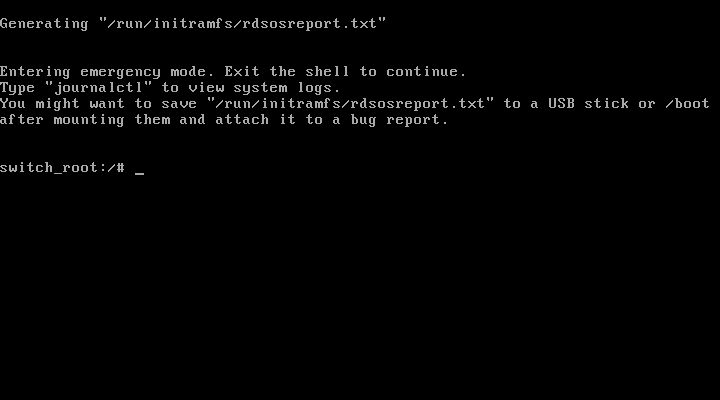 Generating "/run/initramfs/rdsosreport.txt"
Entering emergency mode. Exit the shell to continue.
Type "journalctl" to view system logs.
You might want to save "/run/initramfs/rdsosreport.txt" to a USB stick or /boot
after mounting them and attach it to a bug report.
switch_root:/# _